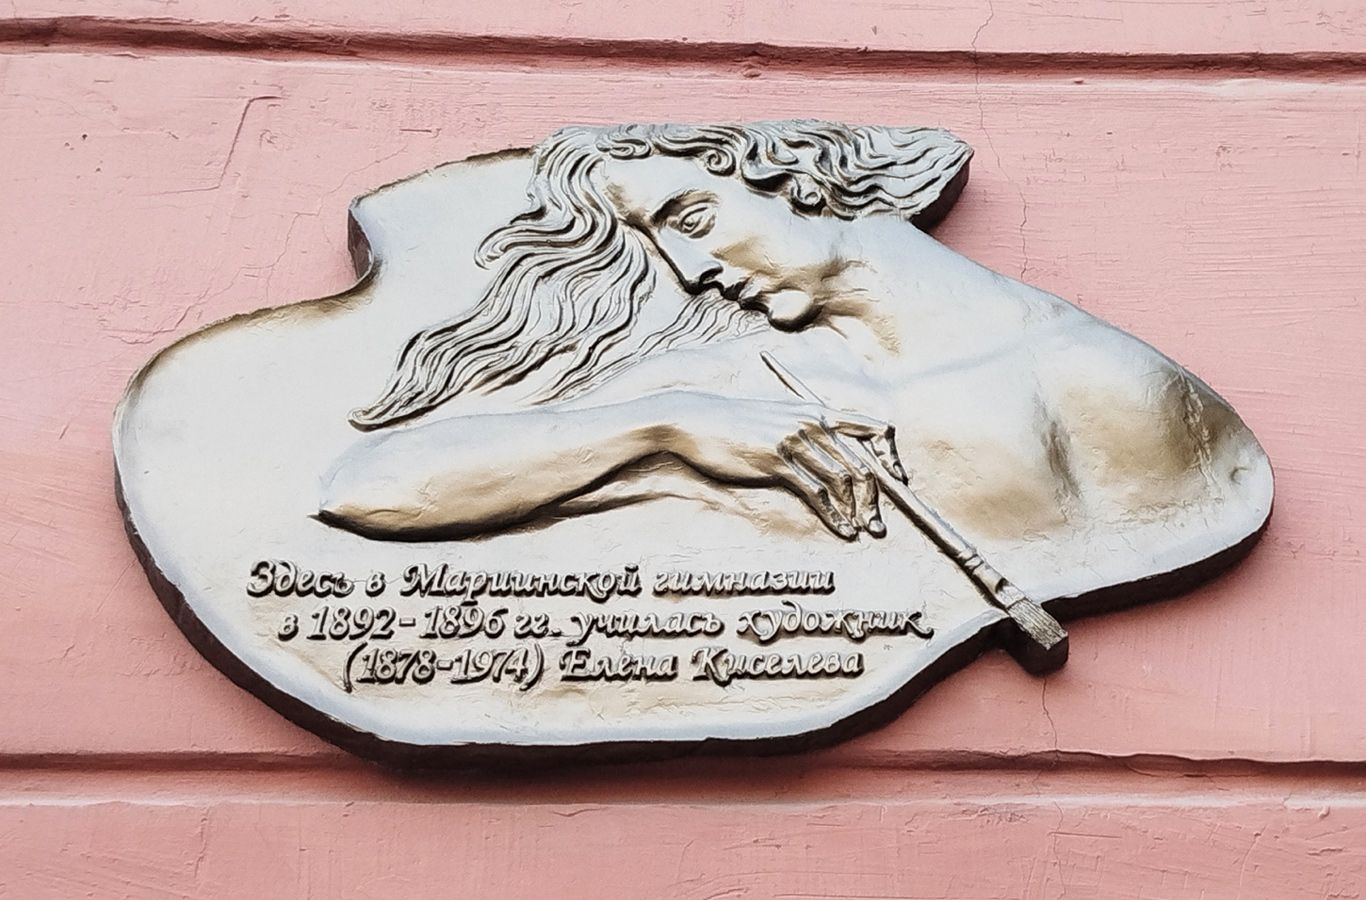 Здесь в Мариинской гимназии
в 1892-1896 гг. училась художник
(1878-1974) Елена Киселева